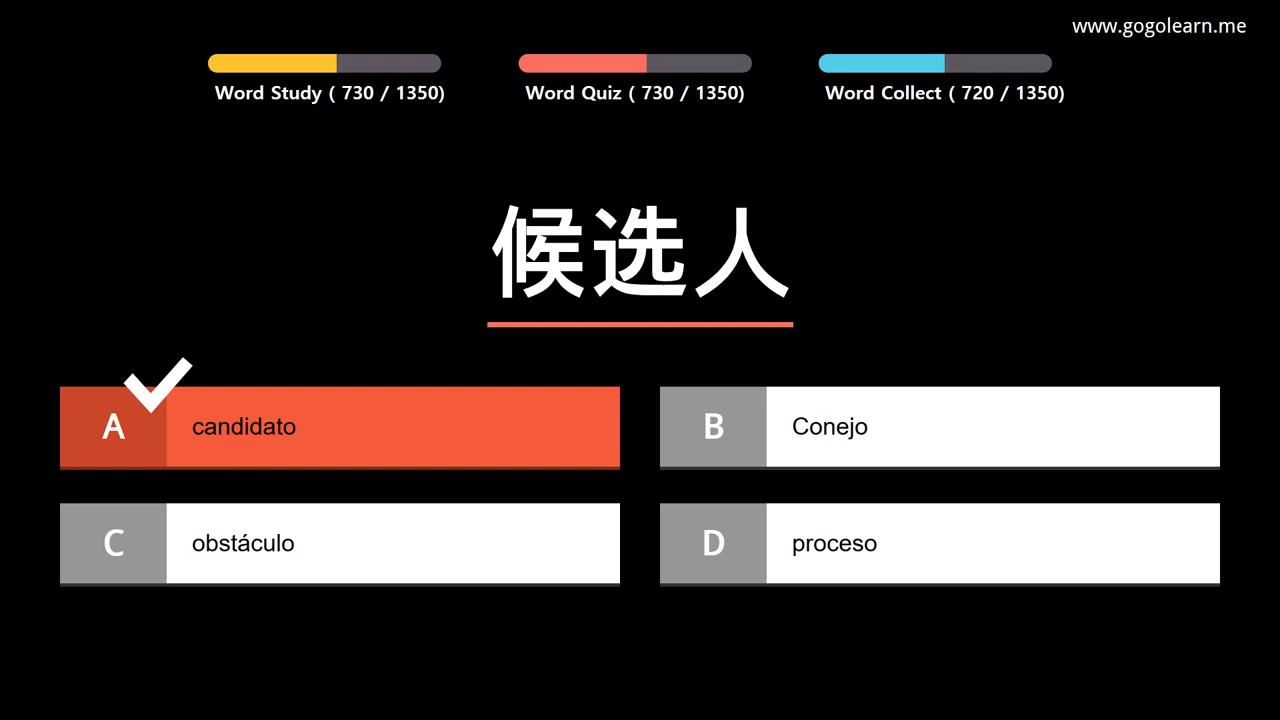 www.gogolearn.me
Word Study ( 730 / 1350)
Word Quiz ( 730 / 1350)
Word Collect ( 720 / 1350)
候选人
A candidato
B Conejo
C obstáculo
D proceso